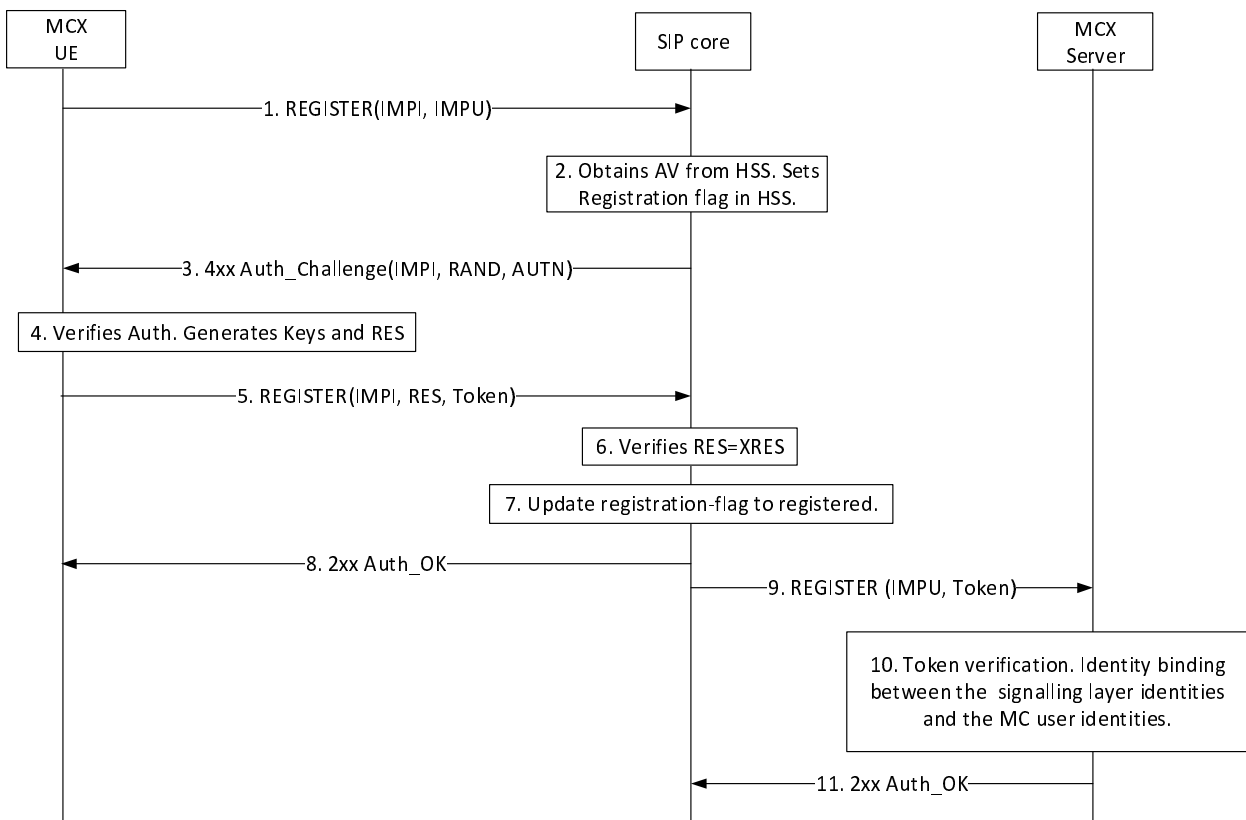 MCX
UE
SIP core
MCX
Server
1. REGISTER(IMPI, IMPU)
2. Obtains AV from HSS. Sets
Registration flag in HSS.
3. 4xx Auth_Challenge(IMPI, RAND, AUTN)
4. Verifies Auth. Generates Keys and RES
5. REGISTER(IMPI, RES, Token)
6. Verifies RES=XRES
7. Update registration-flag to registered.
8. 2xx Auth_OK
9. REGISTER (IMPU, Token)
10. Token verification. Identity binding
between the signalling layer identities
and the MC user identities.
11. 2xx Auth_OK